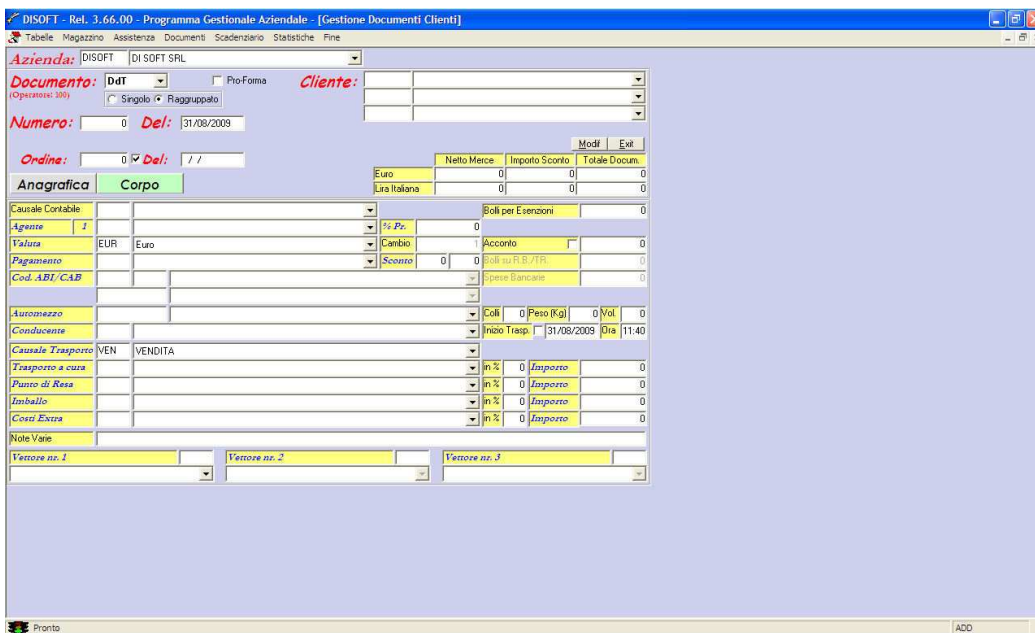 DISOFT - Rel. 3.66.00 - Programma Gestionale Aziendale - [Gestione Documenti Clienti]
Tabelle Magazzino Assistenza Documenti Scadenziario Statistiche Fine
Azienda: DISOFT DI SOFT SRL
Documento: DdT Pro-Forma Cliente:
(Operatore: 100) Singolo Raggruppato
Numero: 0 Del: 31/08/2009
Modif Exit
Ordine: 0 Del: / /
Netto Merce Importo Sconto Totale Docum.
Euro 0 0 0
Anagrafica Corpo
Lira Italiana 0 0 0
Causale Contabile Bolli per Esenzioni 0
Agente 1 % Pr. 0
Valuta EUR Euro Cambio 1 Acconto 0
Pagamento Sconto 0 0 Bolli su R.B./TR. 0
Cod. ABI/CAB Spese Bancarie 0
Automezzo Colli 0 Peso (Kg) 0 Vol. 0
Conducente Inizio Trasp. 31/08/2009 Ora 11:40
Causale Trasporto VEN VENDITA
Trasporto a cura in % 0 Importo 0
Punto di Resa in % 0 Importo 0
Imballo in % 0 Importo 0
Costi Extra in % 0 Importo 0
Note Varie
Vettore nr. 1 Vettore nr. 2 Vettore nr. 3
Pronto ADD